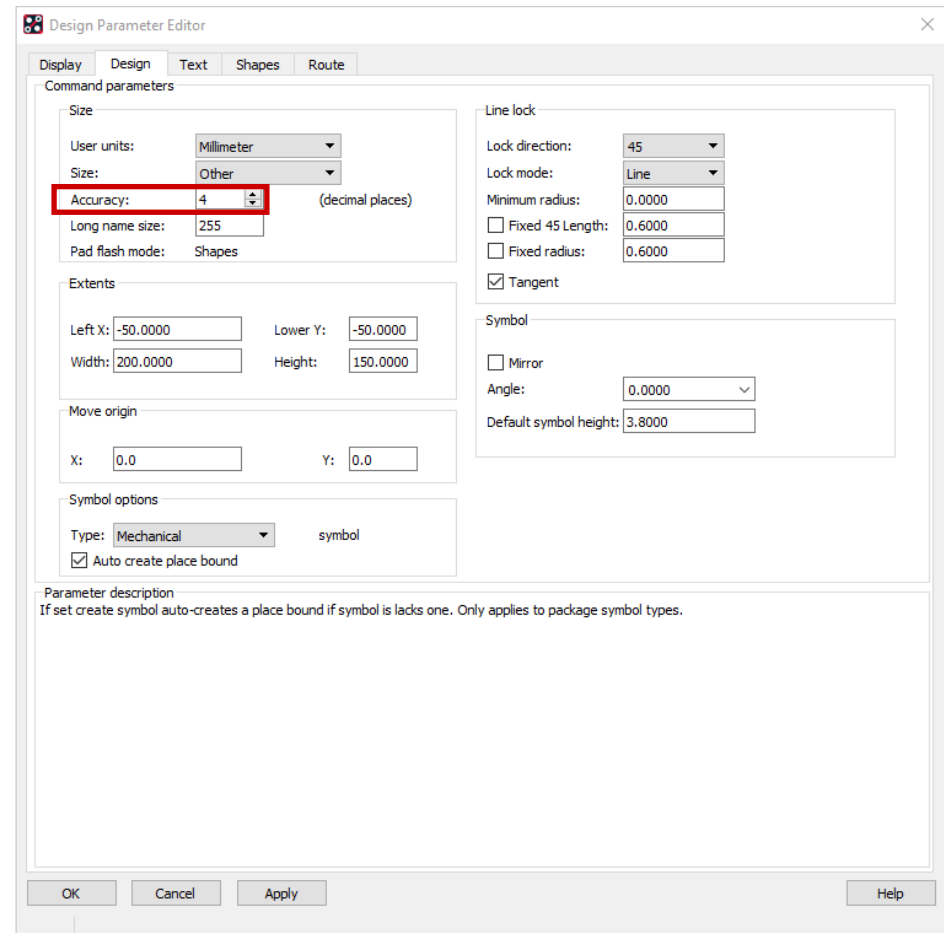 Design Parameter Editor
Display Design Text Shapes Route
Command parameters
Size
User units: Millimeter
Size: Other
Accuracy: 4 (decimal places)
Long name size: 255
Pad flash mode: Shapes
Extents
Left X: -50.0000 Lower Y: -50.0000
Width: 200.0000 Height: 150.0000
Move origin
X: 0.0 Y: 0.0
Symbol options
Type: Mechanical symbol
Auto create place bound
Line lock
Lock direction: 45
Lock mode: Line
Minimum radius: 0.0000
Fixed 45 Length: 0.6000
Fixed radius: 0.6000
Tangent
Symbol
Mirror
Angle: 0.0000
Default symbol height: 3.8000
Parameter description
If set create symbol auto-creates a place bound if symbol is lacks one. Only applies to package symbol types.
OK Cancel Apply Help